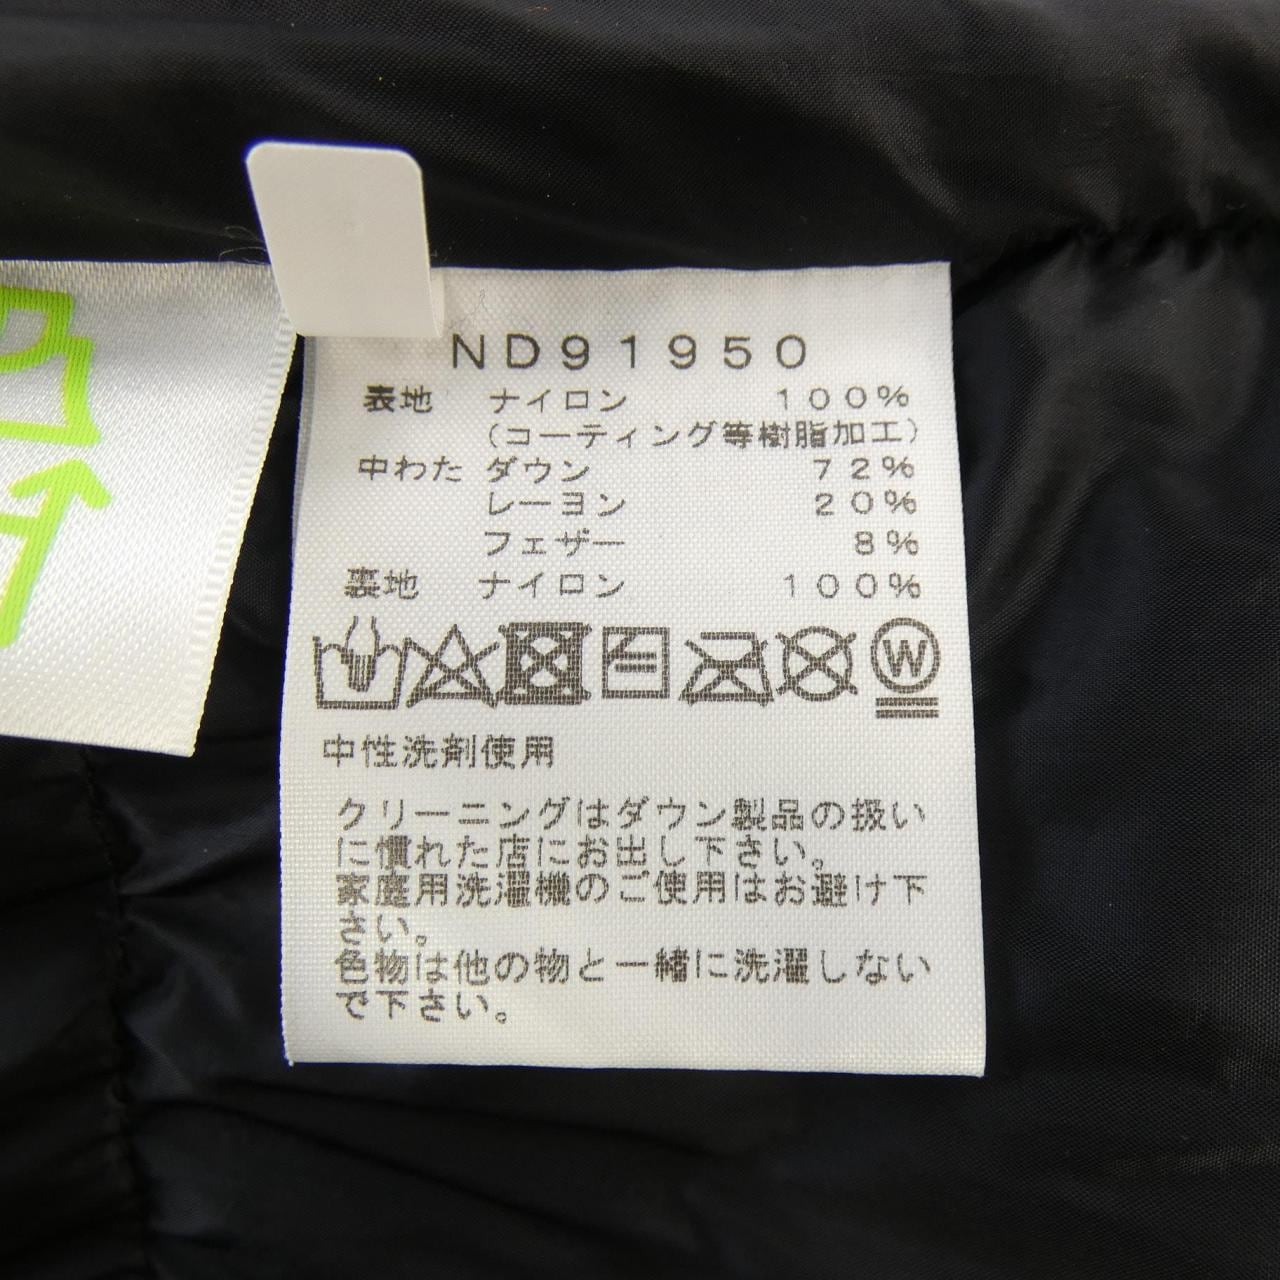 ND91950
表地 ナイロン 100%
(コーティング等樹脂加工)
中わた ダウン 72%
レーヨン 20%
フェザー 8%
裏地 ナイロン 100%
W
中性洗剤使用
クリーニングはダウン製品の扱い
に慣れた店にお出し下さい。
家庭用洗濯機のご使用はお避け下
さい。
色物は他の物と一緒に洗濯しない
で下さい。